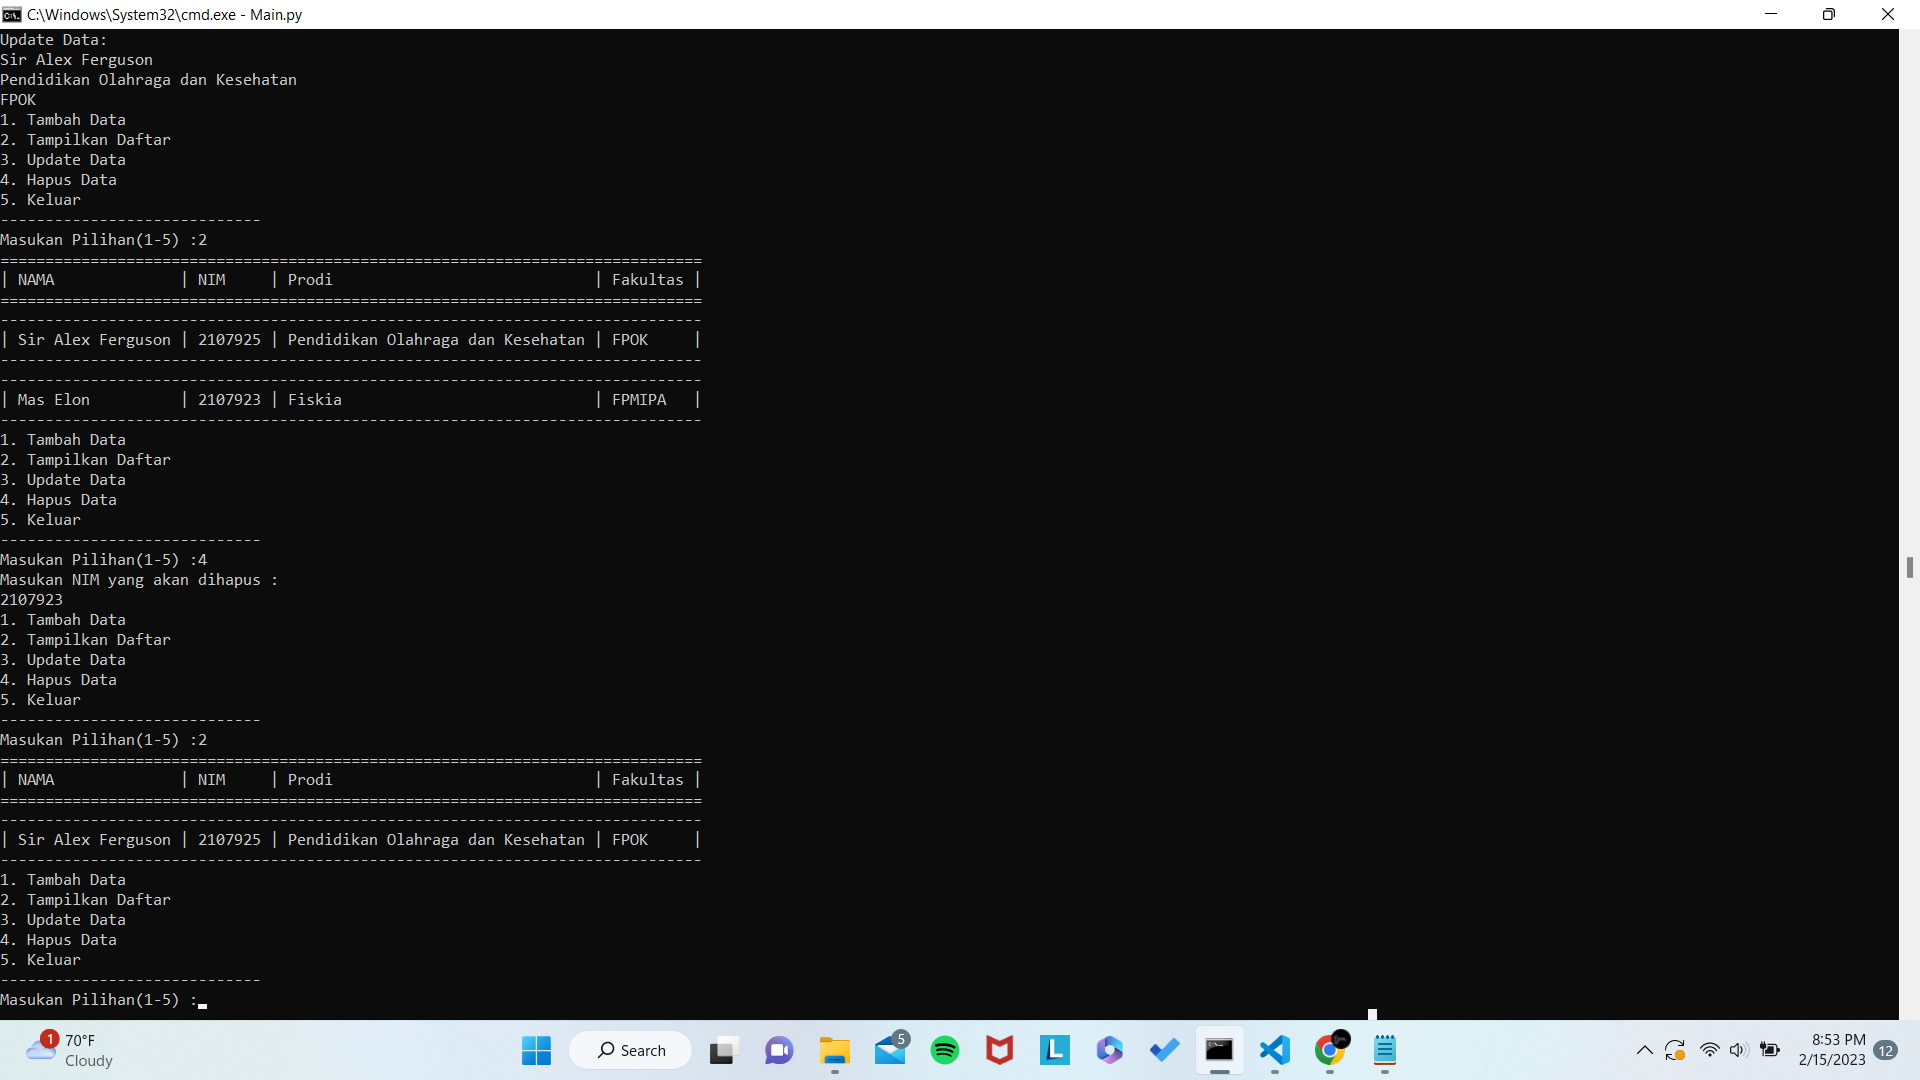 C:\Windows\System32\cmd.exe - Main.py
Update Data:
Sir Alex Ferguson
Pendidikan Olahraga dan Kesehatan
FPOK
1. Tambah Data
2. Tampilkan Daftar
3. Update Data
4. Hapus Data
5. Keluar
-----------------------------
Masukan Pilihan(1-5) :2
==============================================================================
| NAMA              | NIM     | Prodi                             | Fakultas |
==============================================================================
------------------------------------------------------------------------------
| Sir Alex Ferguson | 2107925 | Pendidikan Olahraga dan Kesehatan | FPOK     |
------------------------------------------------------------------------------
------------------------------------------------------------------------------
| Mas Elon          | 2107923 | Fiskia                            | FPMIPA   |
------------------------------------------------------------------------------
1. Tambah Data
2. Tampilkan Daftar
3. Update Data
4. Hapus Data
5. Keluar
-----------------------------
Masukan Pilihan(1-5) :4
Masukan NIM yang akan dihapus :
2107923
1. Tambah Data
2. Tampilkan Daftar
3. Update Data
4. Hapus Data
5. Keluar
-----------------------------
Masukan Pilihan(1-5) :2
==============================================================================
| NAMA              | NIM     | Prodi                             | Fakultas |
==============================================================================
------------------------------------------------------------------------------
| Sir Alex Ferguson | 2107925 | Pendidikan Olahraga dan Kesehatan | FPOK     |
------------------------------------------------------------------------------
1. Tambah Data
2. Tampilkan Daftar
3. Update Data
4. Hapus Data
5. Keluar
-----------------------------
Masukan Pilihan(1-5) :
1
70°F
Cloudy
Search
5
L
8:53 PM
2/15/2023
12